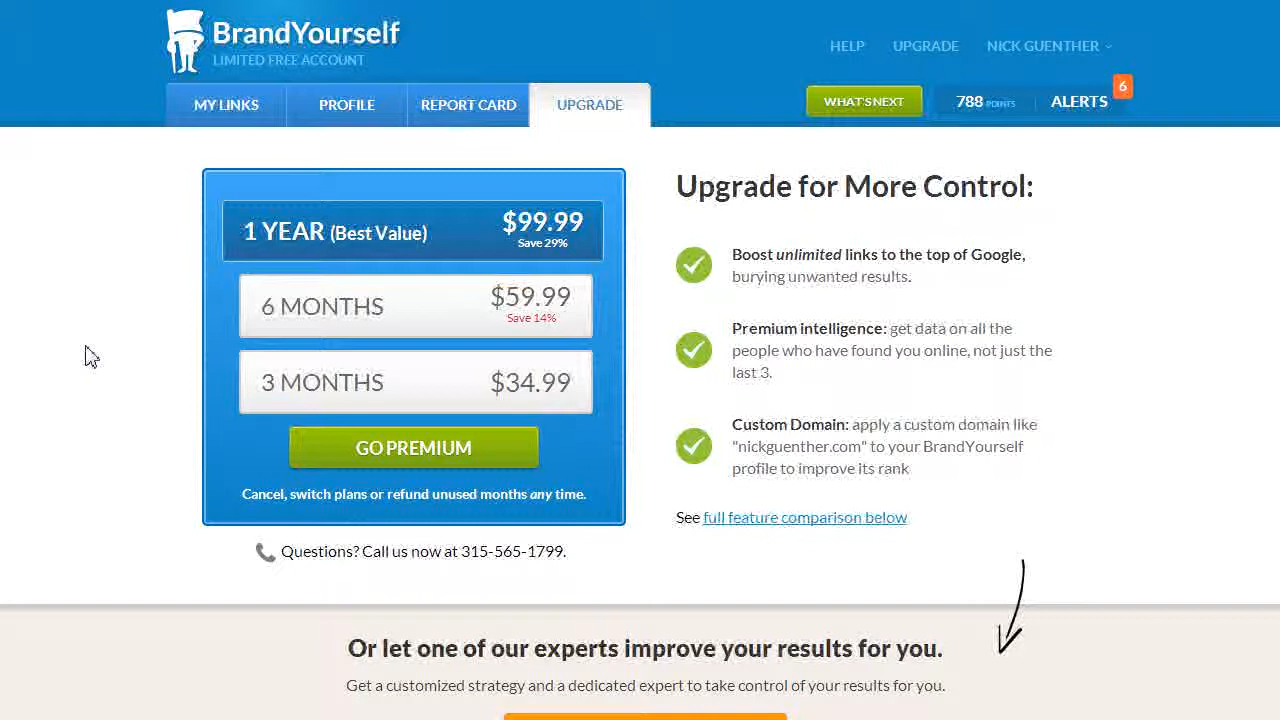 BrandYourself
LIMITED FREE ACCOUNT
HELP UPGRADE NICK GUENTHER
MY LINKS PROFILE REPORT CARD UPGRADE
WHAT'S NEXT 788 POINTS ALERTS 6
1 YEAR (Best Value) $99.99
Save 29%
6 MONTHS $59.99
Save 14%
3 MONTHS $34.99
GO PREMIUM
Cancel, switch plans or refund unused months any time.
Questions? Call us now at 315-565-1799.
Upgrade for More Control:
Boost unlimited links to the top of Google,
burying unwanted results.
Premium intelligence: get data on all the
people who have found you online, not just the
last 3.
Custom Domain: apply a custom domain like
"nickguenther.com" to your BrandYourself
profile to improve its rank
See full feature comparison below
Or let one of our experts improve your results for you.
Get a customized strategy and a dedicated expert to take control of your results for you.